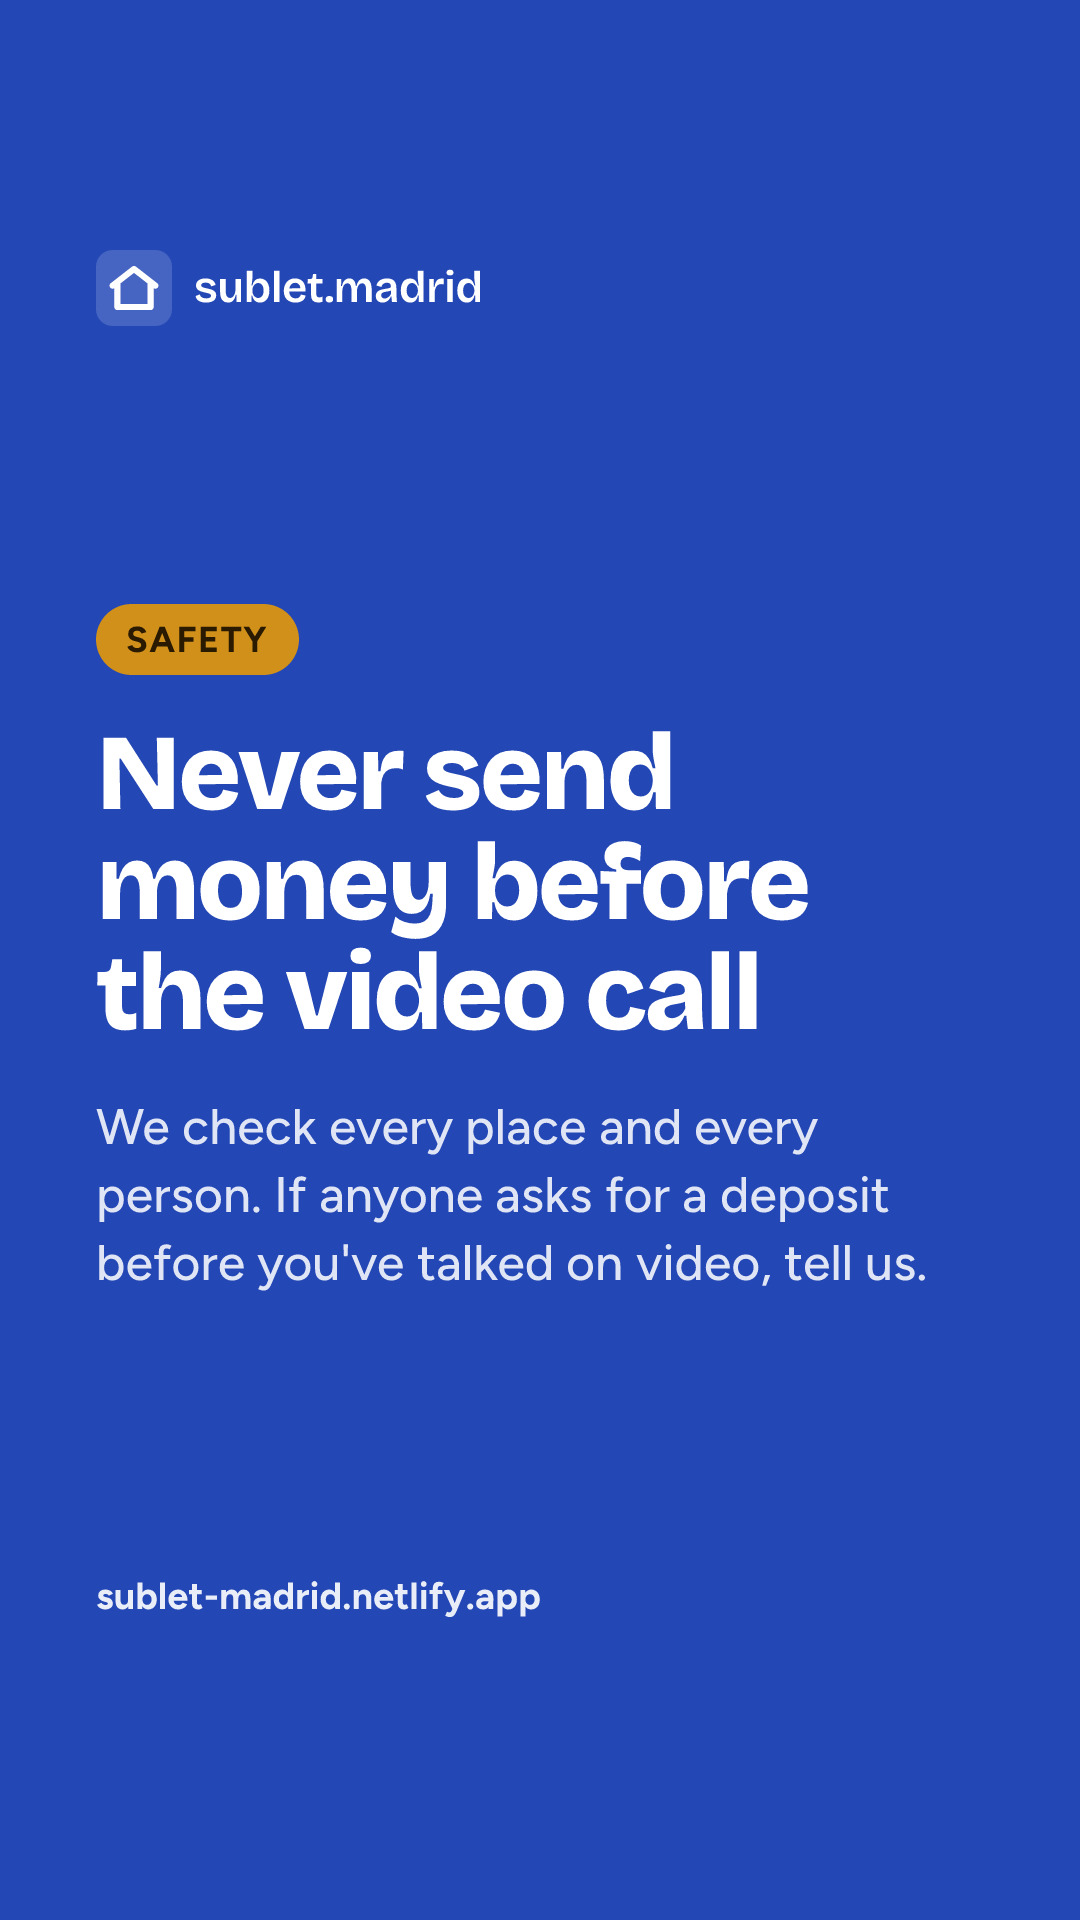 sublet.madrid
SAFETY
Never send
money before
the video call
We check every place and every
person. If anyone asks for a deposit
before you've talked on video, tell us.
sublet-madrid.netlify.app